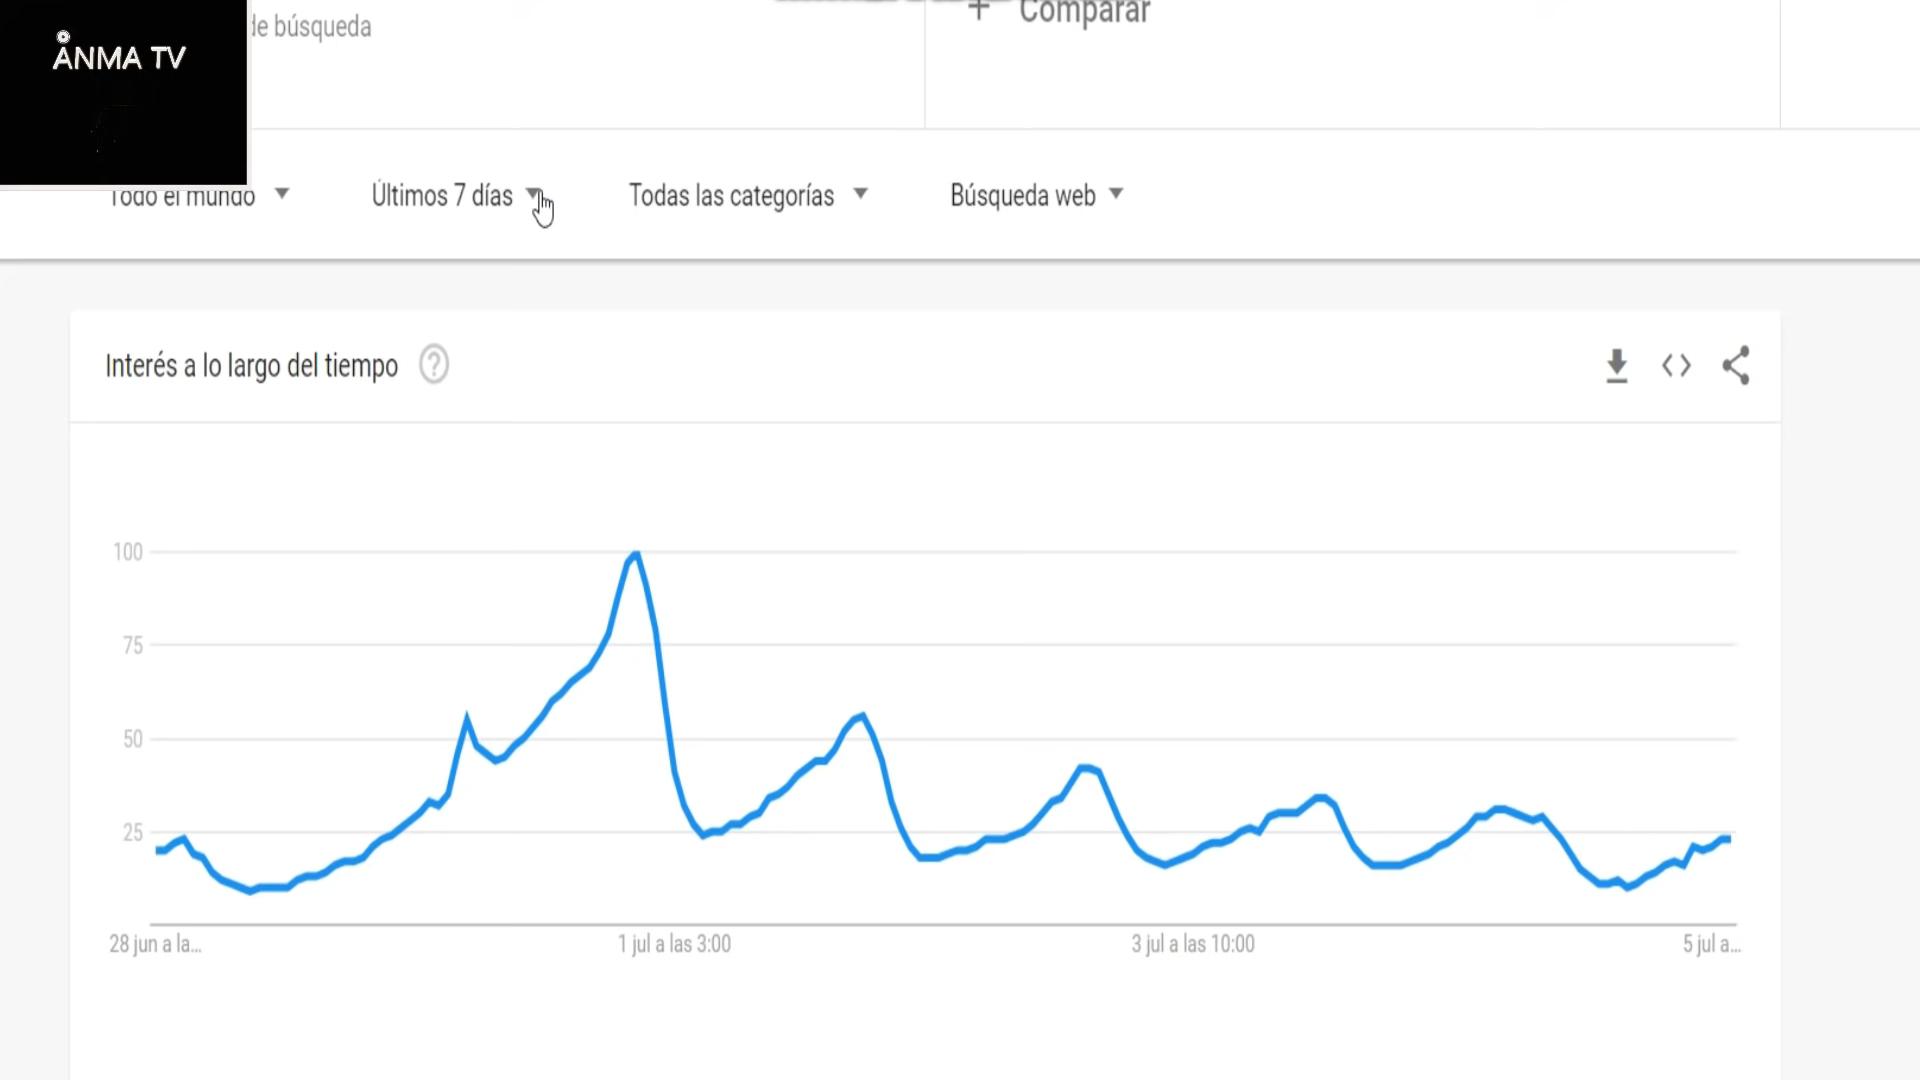 de búsqueda
+ Comparar
ANMA TV
Todo el mundo
Últimos 7 días
Todas las categorías
Búsqueda web
Interés a lo largo del tiempo
100
75
50
25
28 jun a la...
1 jul a las 3:00
3 jul a las 10:00
5 jul a...